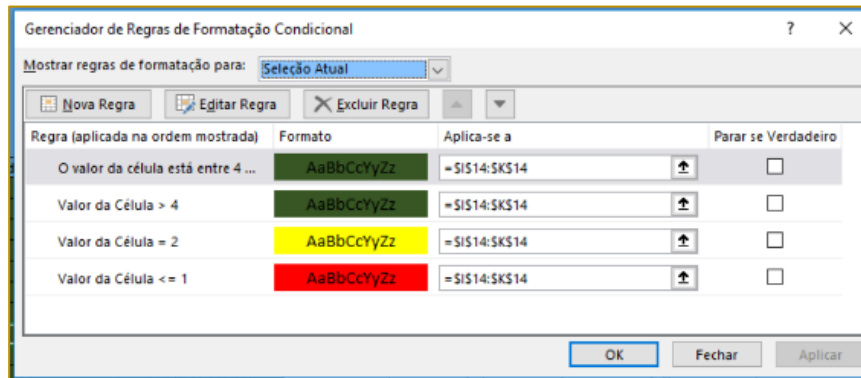 Gerenciador de Regras de Formatação Condicional ? ×
Mostrar regras de formatação para: Seleção Atual
Nova Regra Editar Regra Excluir Regra
Regra (aplicada na ordem mostrada) Formato Aplica-se a Parar se Verdadeiro
O valor da célula está entre 4 ... AaBbCcYyZz =$I$14:$K$14
Valor da Célula > 4 AaBbCcYyZz =$I$14:$K$14
Valor da Célula = 2 AaBbCcYyZz =$I$14:$K$14
Valor da Célula <= 1 AaBbCcYyZz =$I$14:$K$14
OK Fechar Aplicar